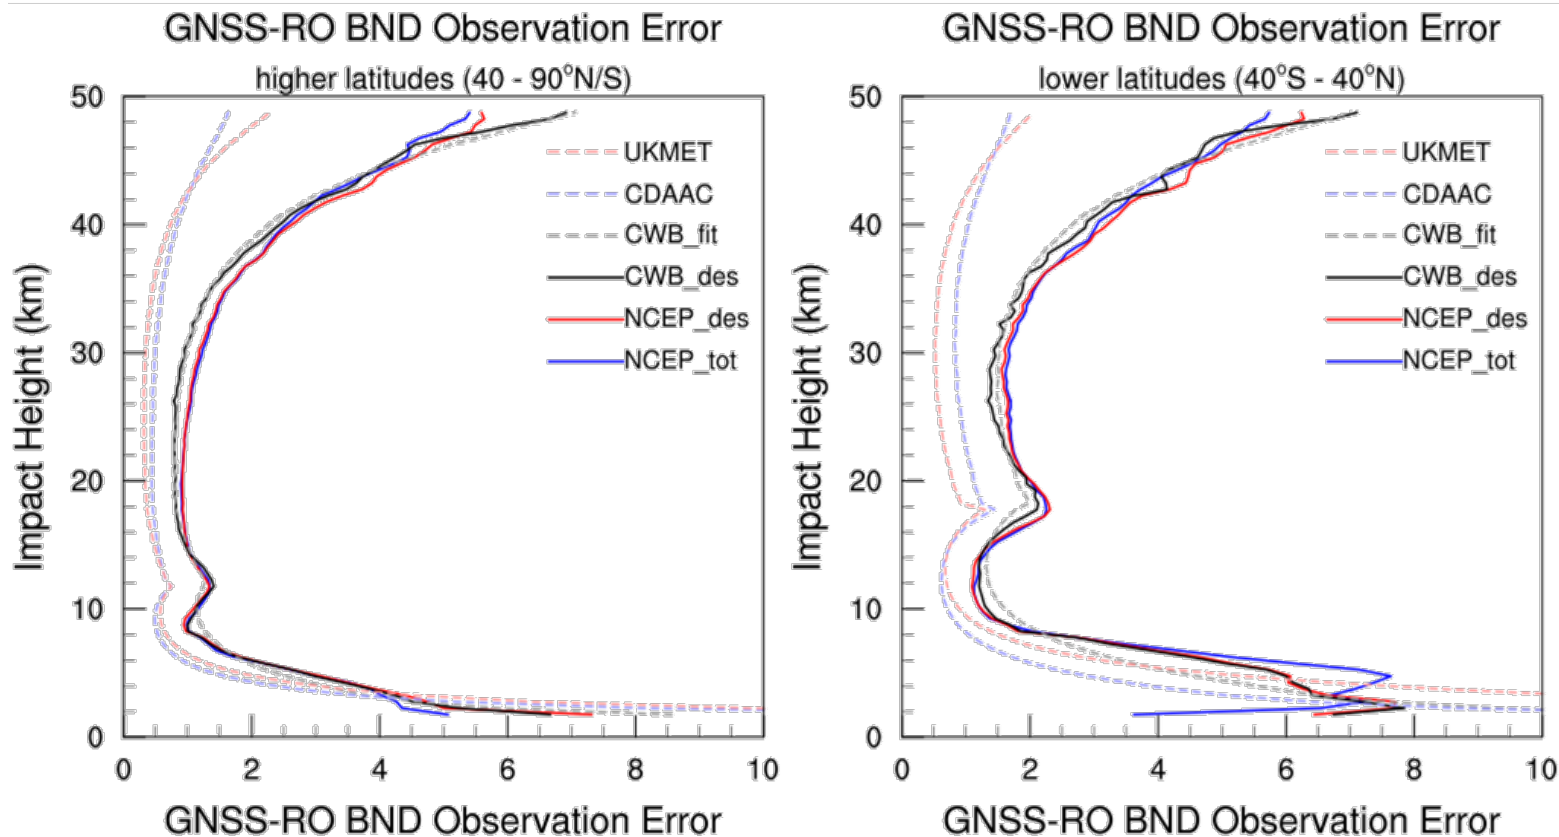 GNSS-RO BND Observation Error
higher latitudes (40 - 90°N/S)
50
40
30
20
10
0
Impact Height (km)
UKMET
CDAAC
CWB_fit
CWB_des
NCEP_des
NCEP_tot
0 2 4 6 8 10
GNSS-RO BND Observation Error
GNSS-RO BND Observation Error
lower latitudes (40°S - 40°N)
50
40
30
20
10
0
Impact Height (km)
UKMET
CDAAC
CWB_fit
CWB_des
NCEP_des
NCEP_tot
0 2 4 6 8 10
GNSS-RO BND Observation Error